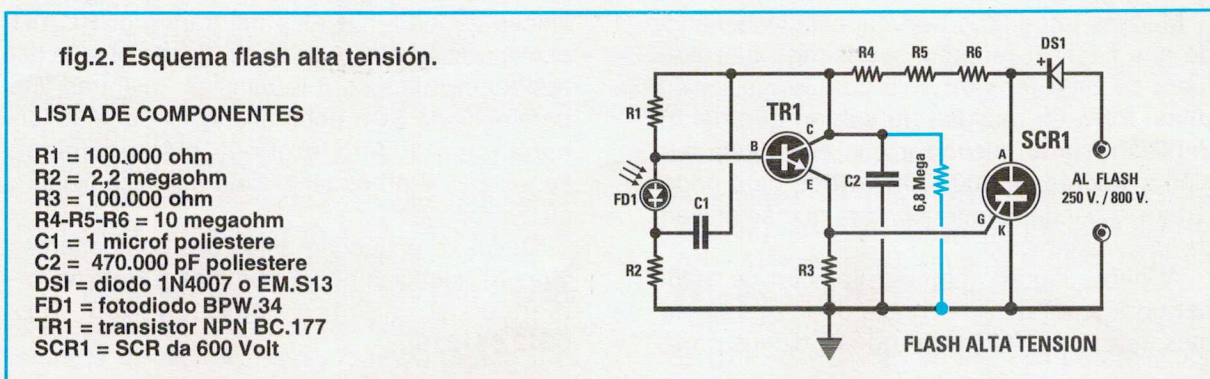 fig.2. Esquema flash alta tensión.
LISTA DE COMPONENTES
R1 = 100.000 ohm
R2 = 2,2 megaohm
R3 = 100.000 ohm
R4-R5-R6 = 10 megaohm
C1 = 1 microf poliestere
C2 = 470.000 pF poliestere
DSI = diodo 1N4007 o EM.S13
FD1 = fotodiodo BPW.34
TR1 = transistor NPN BC.177
SCR1 = SCR da 600 Volt
R4 R5 R6 DS1
+
R1
TR1
B
C
E
SCR1
A
G
K
FD1
C1
C2
6,8 Mega
AL FLASH
250 V. / 800 V.
R2
R3
FLASH ALTA TENSION